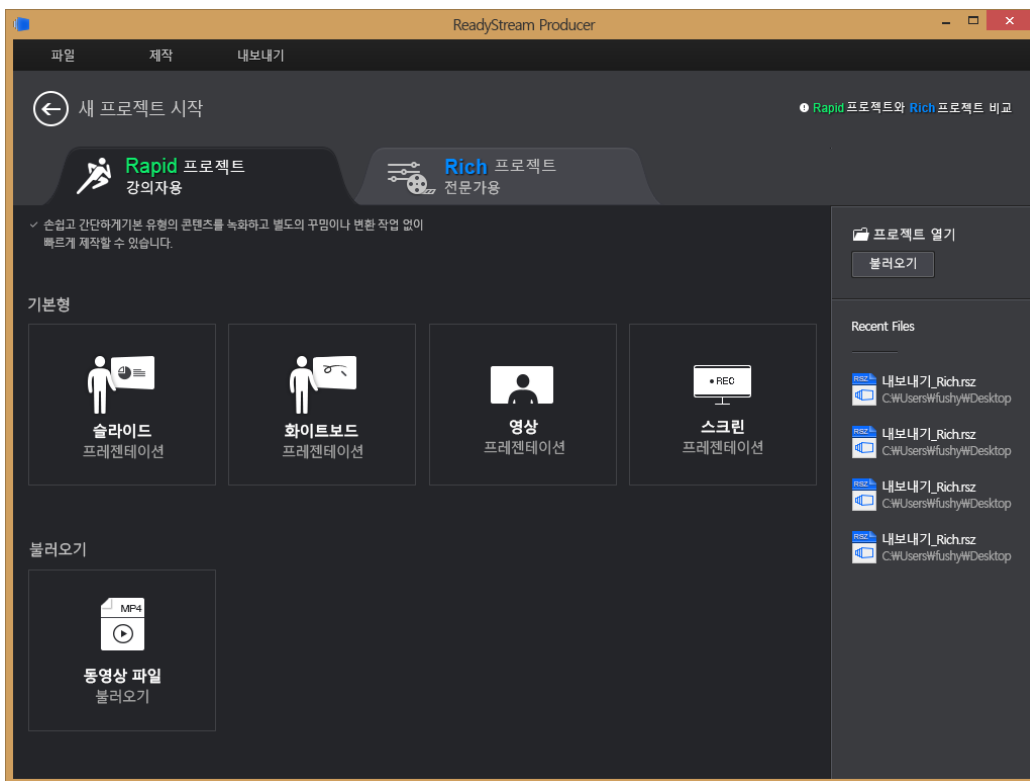 ReadyStream Producer
파일 제작 내보내기
새 프로젝트 시작
Rapid 프로젝트와 Rich 프로젝트 비교
Rapid 프로젝트
강의자용
Rich 프로젝트
전문가용
손쉽고 간단하게기본 유형의 콘텐츠를 녹화하고 별도의 꾸밈이나 변환 작업 없이
빠르게 제작할 수 있습니다.
프로젝트 열기
불러오기
기본형
슬라이드
프레젠테이션
화이트보드
프레젠테이션
영상
프레젠테이션
REC
스크린
프레젠테이션
불러오기
MP4
동영상 파일
불러오기
Recent Files
RSZ
내보내기_Rich.rsz
C:₩Users₩fushy₩Desktop
RSZ
내보내기_Rich.rsz
C:₩Users₩fushy₩Desktop
RSZ
내보내기_Rich.rsz
C:₩Users₩fushy₩Desktop
RSZ
내보내기_Rich.rsz
C:₩Users₩fushy₩Desktop